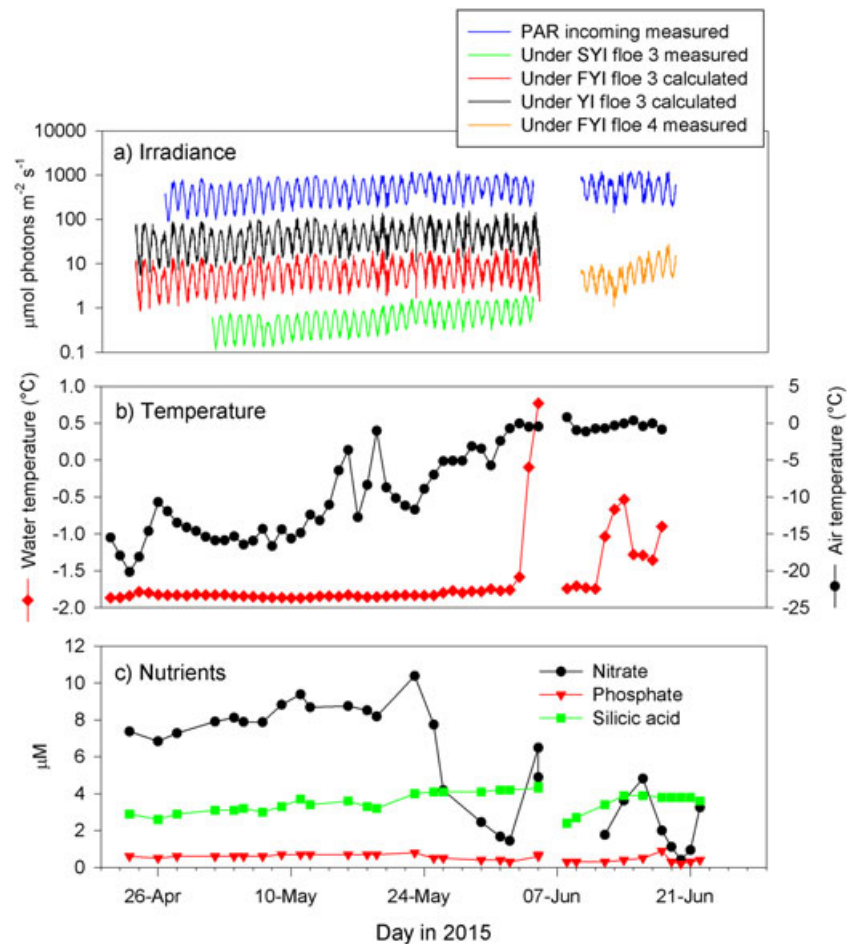 PAR incoming measured
Under SYI floe 3 measured
Under FYI floe 3 calculated
Under YI floe 3 calculated
Under FYI floe 4 measured
a) Irradiance
10000
1000
100
10
1
0.1
µmol photons m⁻² s⁻¹
b) Temperature
1.0
0.5
0.0
-0.5
-1.0
-1.5
-2.0
Water temperature (°C)
5
0
-5
-10
-15
-20
-25
Air temperature (°C)
c) Nutrients
Nitrate
Phosphate
Silicic acid
12
10
8
6
4
2
0
µM
26-Apr
10-May
24-May
07-Jun
21-Jun
Day in 2015